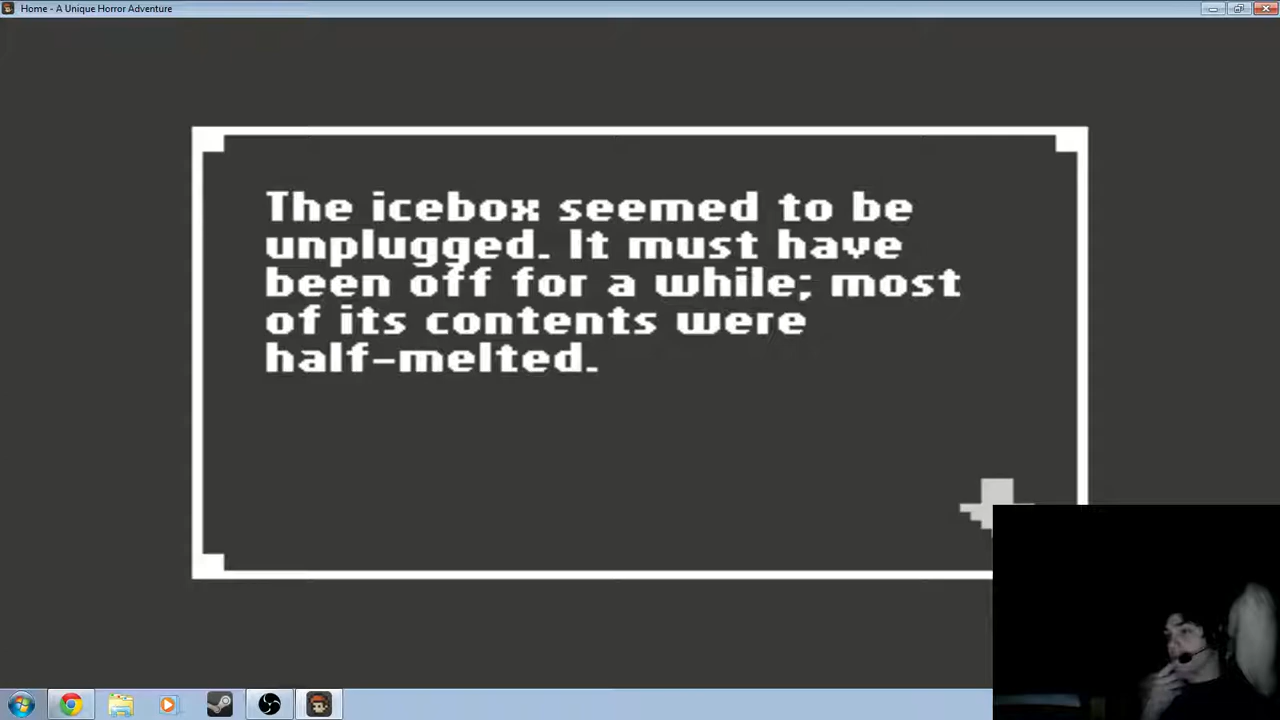 Home - A Unique Horror Adventure
The icebox seemed to be
unplugged. It must have
been off for a while; most
of its contents were
half-melted.